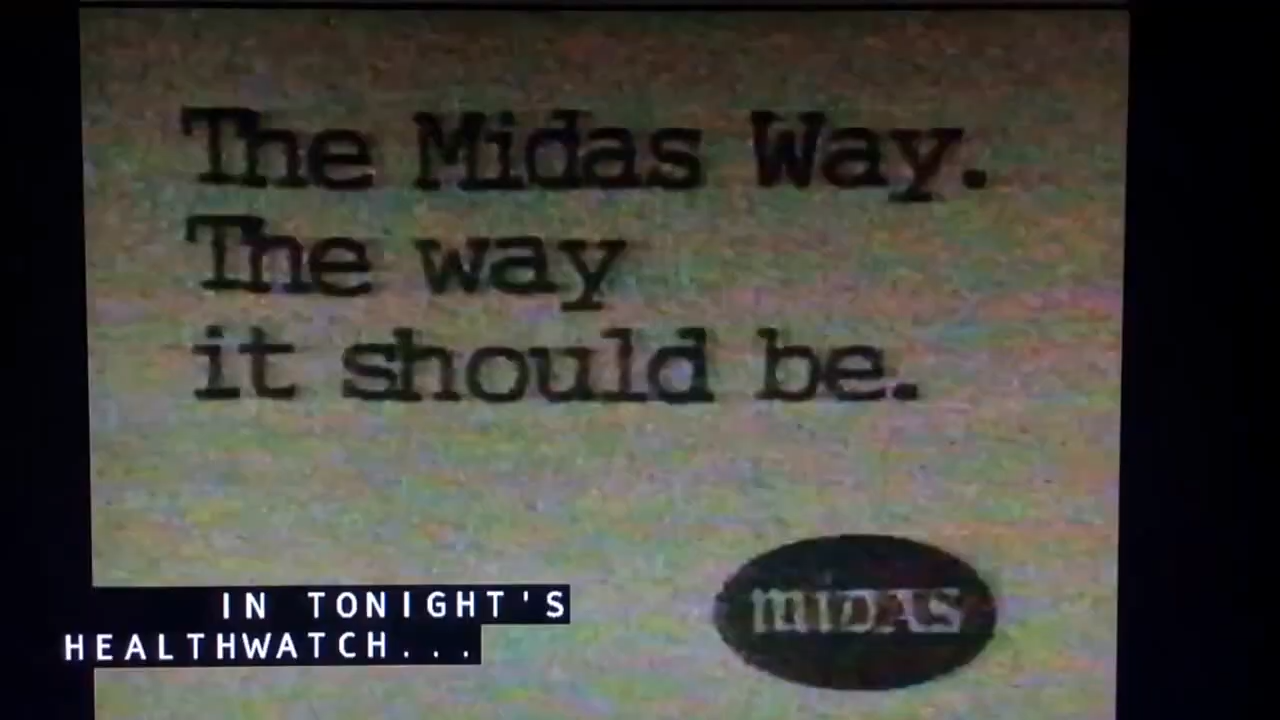 The Midas Way.
The way
it should be.
MIDAS
IN TONIGHT'S
HEALTHWATCH...